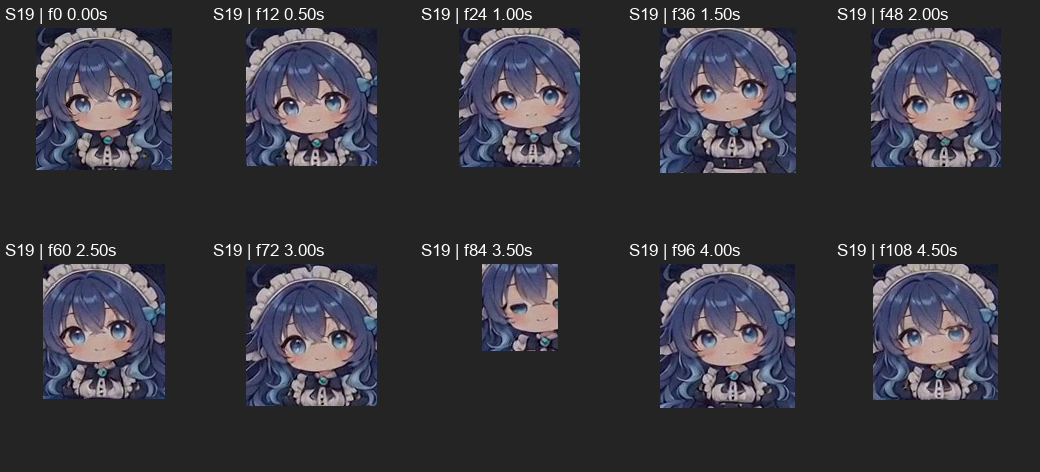 S19 | f0 0.00s
S19 | f12 0.50s
S19 | f24 1.00s
S19 | f36 1.50s
S19 | f48 2.00s
S19 | f60 2.50s
S19 | f72 3.00s
S19 | f84 3.50s
S19 | f96 4.00s
S19 | f108 4.50s